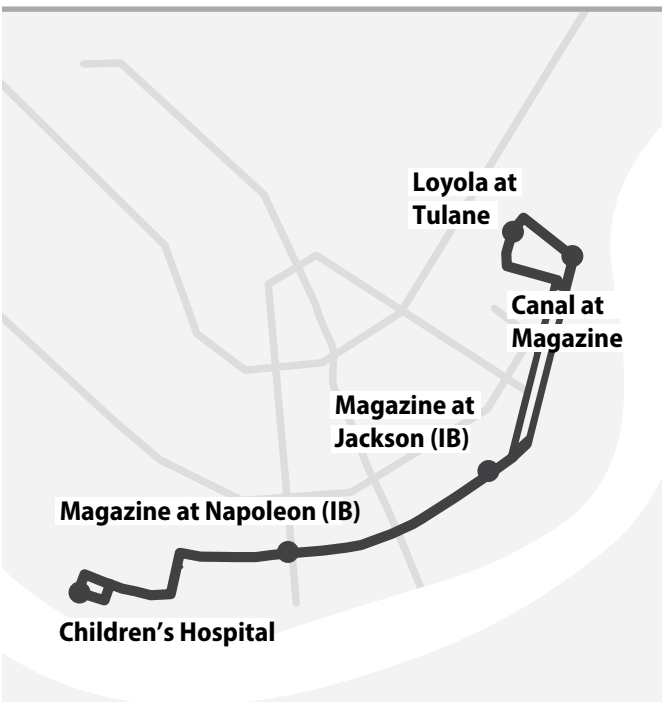 Loyola at
Tulane
Canal at
Magazine
Magazine at
Jackson (IB)
Magazine at Napoleon (IB)
Children’s Hospital